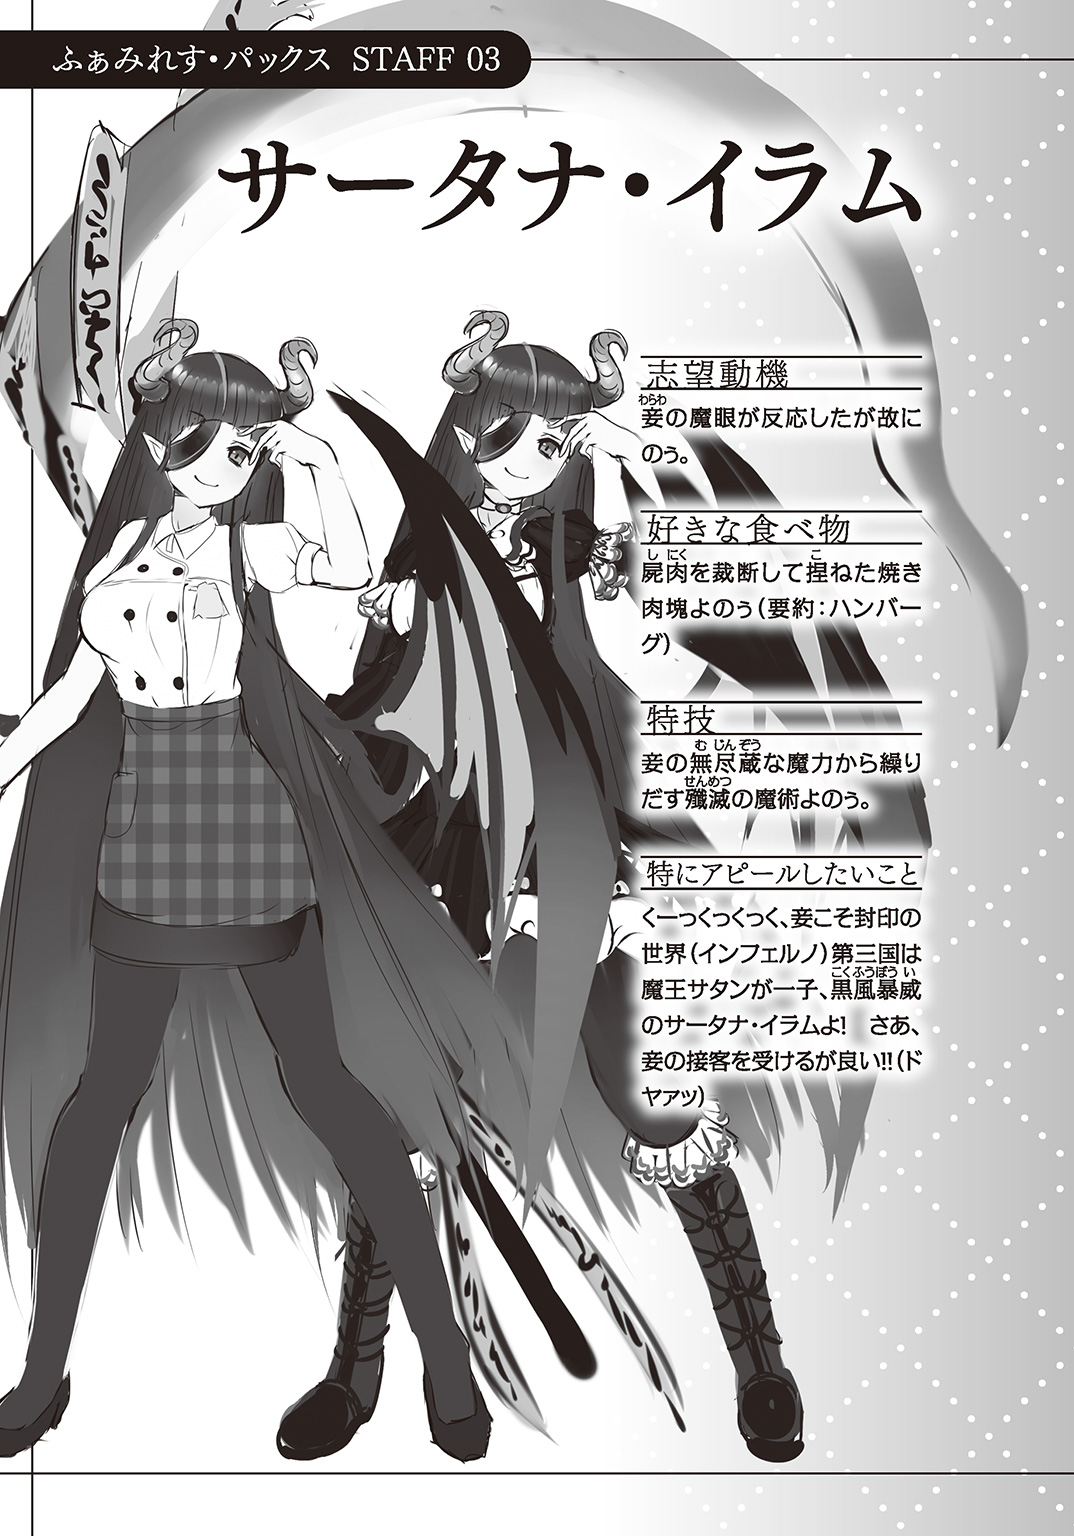 ふぁみれす・パックス STAFF 03
サータナ・イラム
志望動機
わらわ
妾の魔眼が反応したが故に
のぅ。
好きな食べ物
しにく こ
屍肉を裁断して捏ねた焼き
肉塊よのぅ(要約:ハンバー
グ)
特技
むじんぞう
妾の無尽蔵な魔力から繰り
せんめつ
だす殲滅の魔術よのぅ。
特にアピールしたいこと
くーっくっくっく、妾こそ封印の
世界(インフェルノ)第三国は
こくふうぼうい
魔王サタンが一子、黒風暴威
のサータナ・イラムよ! さあ、
妾の接客を受けるが良い!!(ド
ヤァッ)